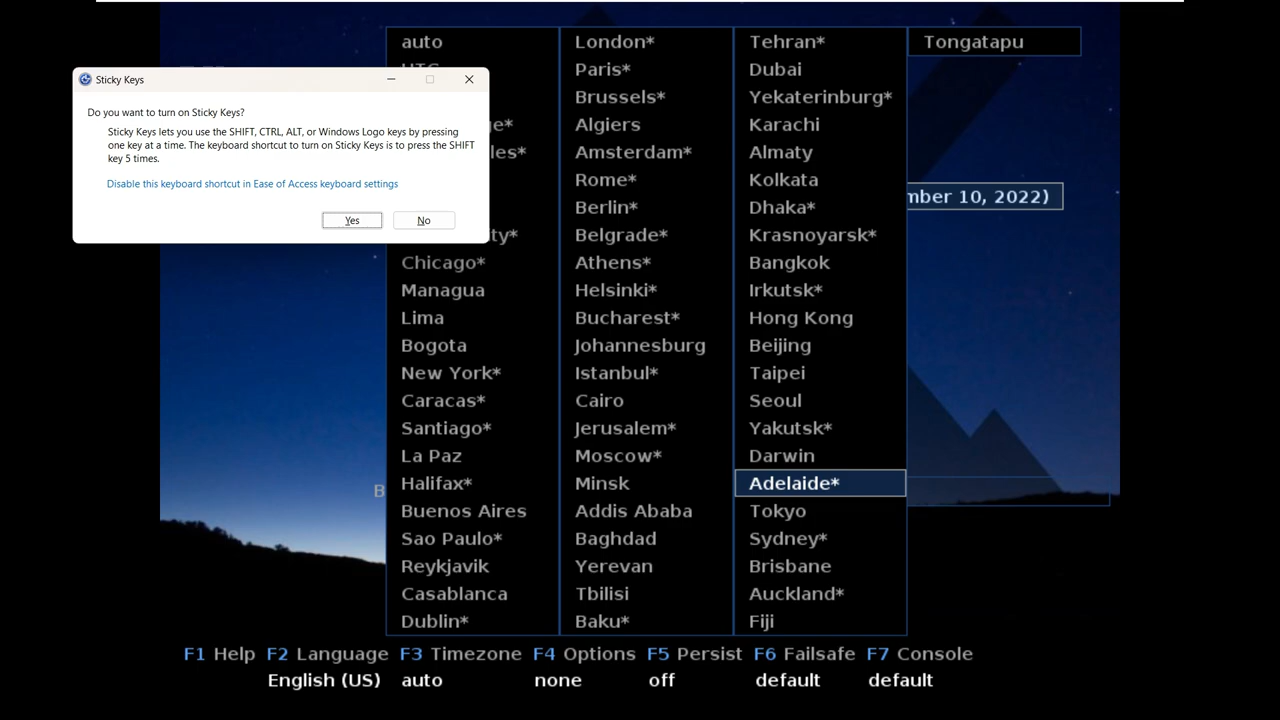 Sticky Keys
Do you want to turn on Sticky Keys?
Sticky Keys lets you use the SHIFT, CTRL, ALT, or Windows Logo keys by pressing
one key at a time. The keyboard shortcut to turn on Sticky Keys is to press the SHIFT
key 5 times.
Disable this keyboard shortcut in Ease of Access keyboard settings
Yes
No
auto
Chicago*
Managua
Lima
Bogota
New York*
Caracas*
Santiago*
La Paz
Halifax*
Buenos Aires
Sao Paulo*
Reykjavik
Casablanca
Dublin*
London*
Paris*
Brussels*
Algiers
Amsterdam*
Rome*
Berlin*
Belgrade*
Athens*
Helsinki*
Bucharest*
Johannesburg
Istanbul*
Cairo
Jerusalem*
Moscow*
Minsk
Addis Ababa
Baghdad
Yerevan
Tbilisi
Baku*
Tehran*
Dubai
Yekaterinburg*
Karachi
Almaty
Kolkata
Dhaka*
Krasnoyarsk*
Bangkok
Irkutsk*
Hong Kong
Beijing
Taipei
Seoul
Yakutsk*
Darwin
Adelaide*
Tokyo
Sydney*
Brisbane
Auckland*
Fiji
Tongatapu
mber 10, 2022)
F1 Help F2 Language F3 Timezone F4 Options F5 Persist F6 Failsafe F7 Console
English (US) auto none off default default